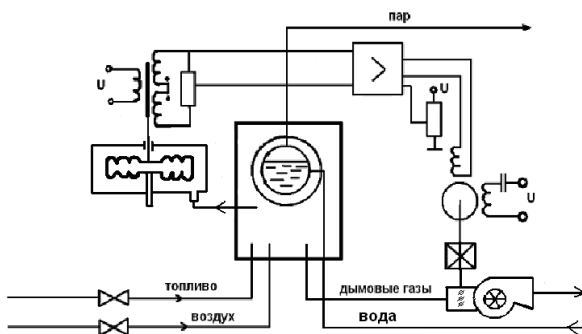 пар
U
U
U
топливо
дымовые газы
воздух
вода